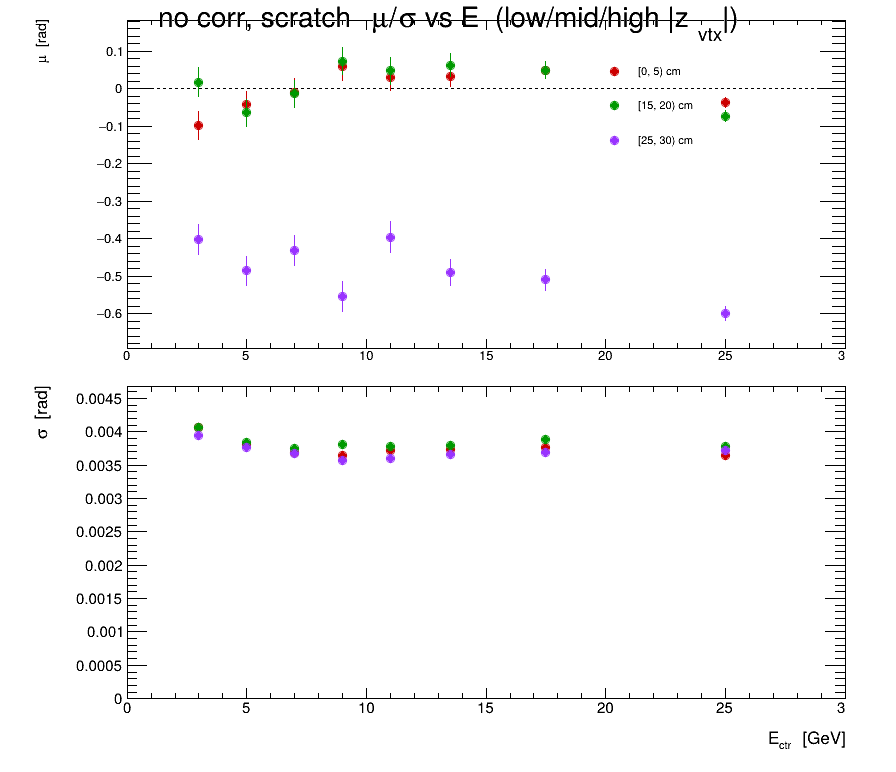 no corr, scratch μ/σ vs E (low/mid/high |z vtx|)
μ [rad]
0.1
0
−0.1
−0.2
−0.3
−0.4
−0.5
−0.6
[0, 5) cm
[15, 20) cm
[25, 30) cm
0 5 10 15 20 25 3
σ [rad]
0.0045
0.004
0.0035
0.003
0.0025
0.002
0.0015
0.001
0.0005
0
0 5 10 15 20 25 3
E ctr [GeV]